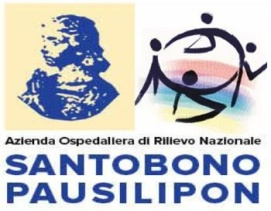 Azienda Ospedaliera di Rilievo Nazionale
SANTOBONO
PAUSILIPON